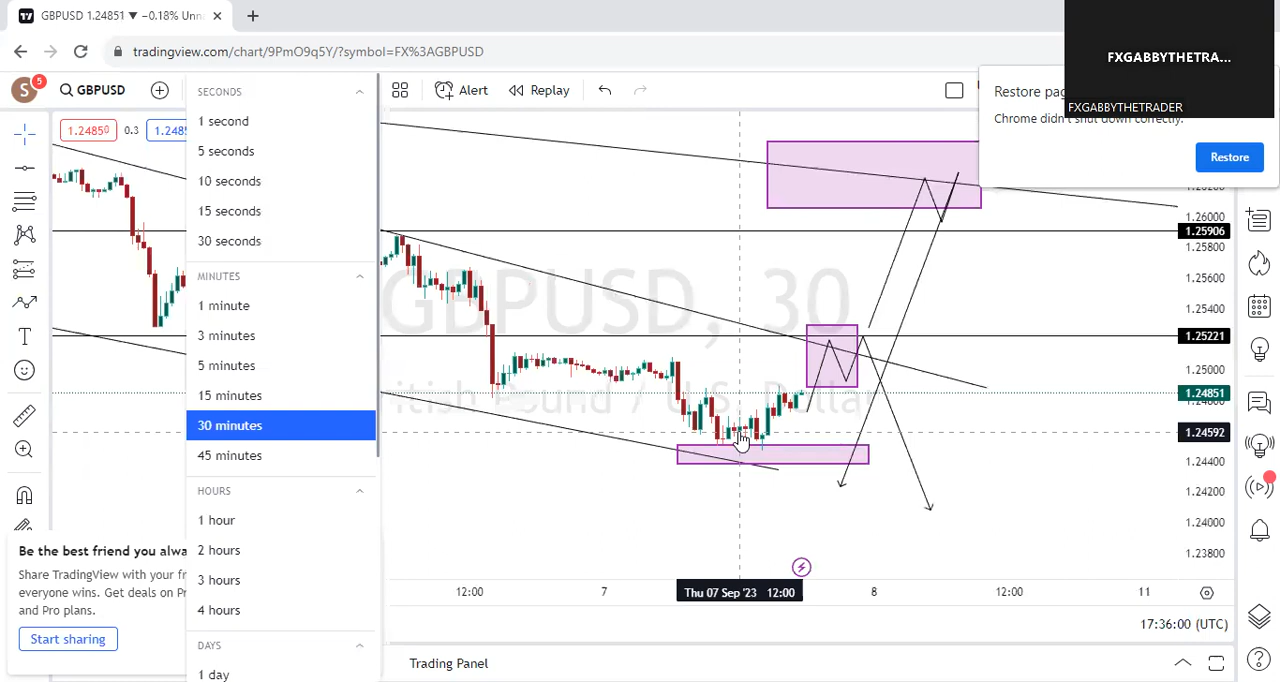 GBPUSD 1.24851 ▼ −0.18% Unn
tradingview.com/chart/9PmO9q5Y/?symbol=FX%3AGBPUSD
FXGABBYTHETRA...
FXGABBYTHETRADER
Restore pag
Chrome didn't shut down correctly.
Restore
S
5
GBPUSD
Alert
Replay
1.24850
0.3
1.2485
SECONDS
1 second
5 seconds
10 seconds
15 seconds
30 seconds
MINUTES
1 minute
3 minutes
5 minutes
15 minutes
30 minutes
45 minutes
HOURS
1 hour
2 hours
3 hours
4 hours
DAYS
1 day
GBPUSD, 30
British Pound / U.S. Dollar
1.26000
1.25906
1.25800
1.25600
1.25400
1.25221
1.25000
1.24851
1.24592
1.24400
1.24200
1.24000
1.23800
Be the best friend you alwa
Share TradingView with your fr
everyone wins. Get deals on Pr
and Pro plans.
Start sharing
12:00
7
Thu 07 Sep '23 12:00
8
12:00
11
17:36:00 (UTC)
Trading Panel